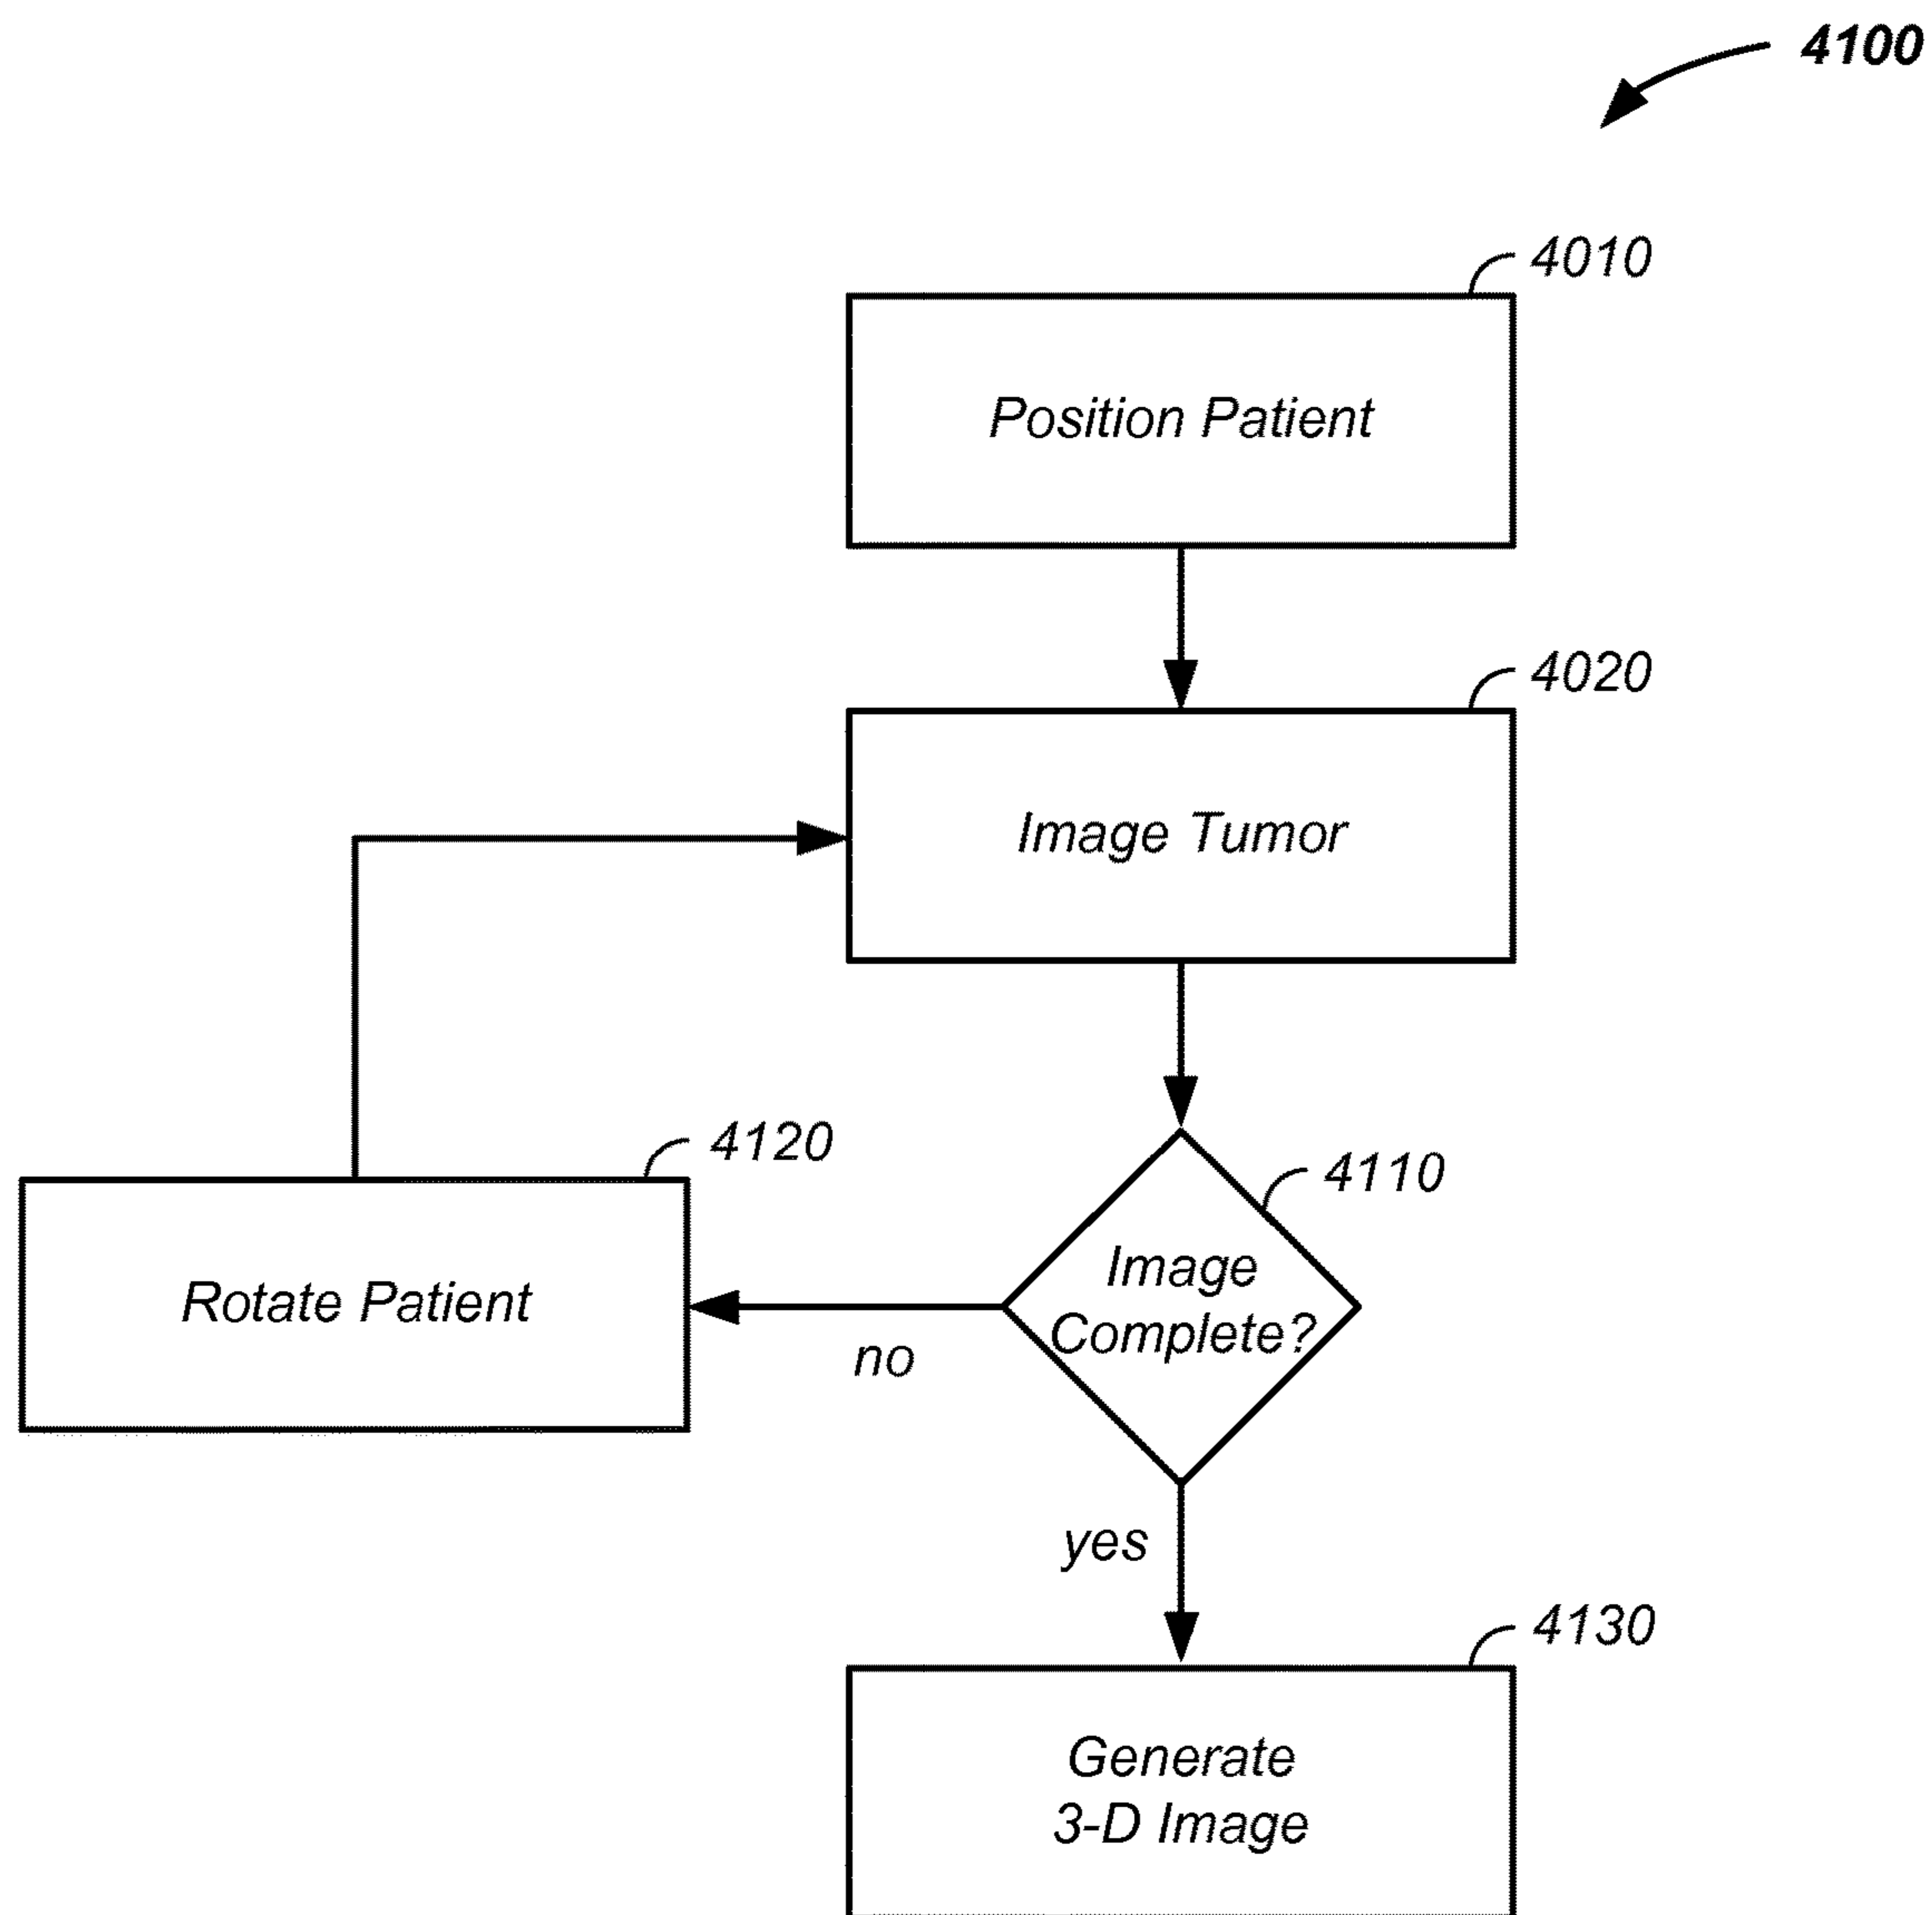 4100
4010
Position Patient
4020
Image Tumor
4120
4110
Rotate Patient
Image
Complete?
no
yes
4130
Generate
3-D Image